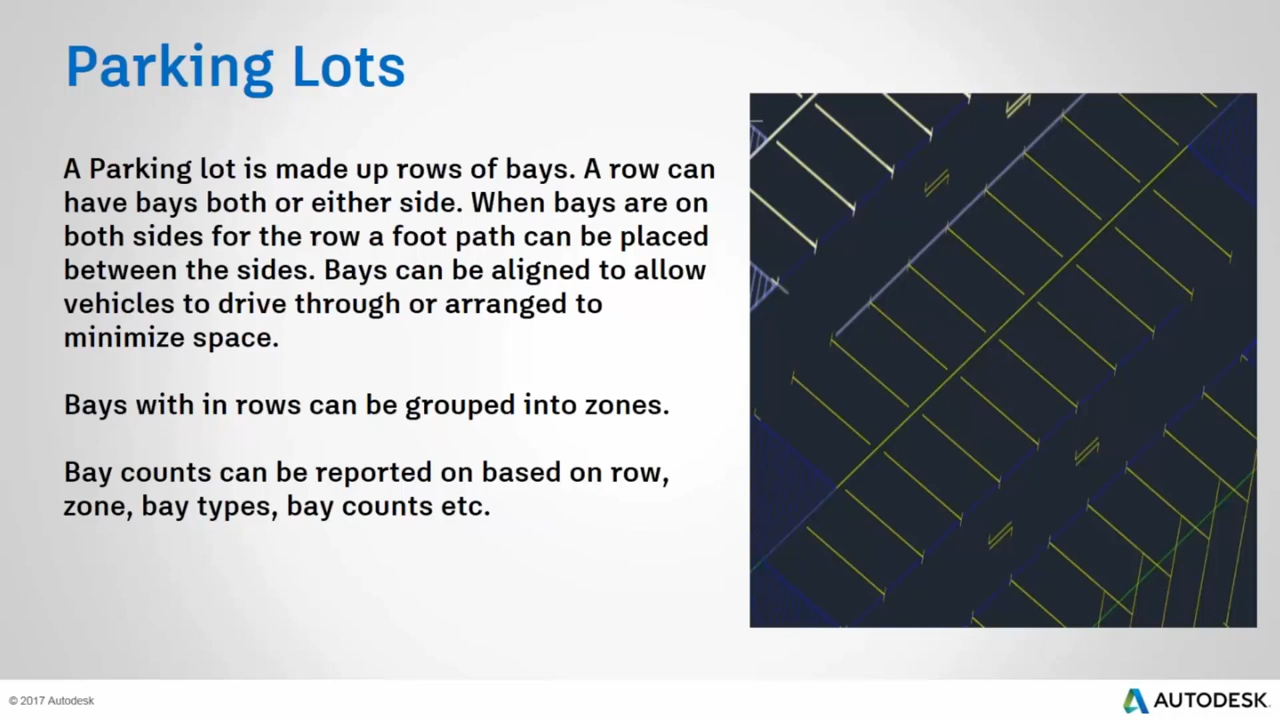 Parking Lots
A Parking lot is made up rows of bays. A row can
have bays both or either side. When bays are on
both sides for the row a foot path can be placed
between the sides. Bays can be aligned to allow
vehicles to drive through or arranged to
minimize space.
Bays with in rows can be grouped into zones.
Bay counts can be reported on based on row,
zone, bay types, bay counts etc.
© 2017 Autodesk
AUTODESK.